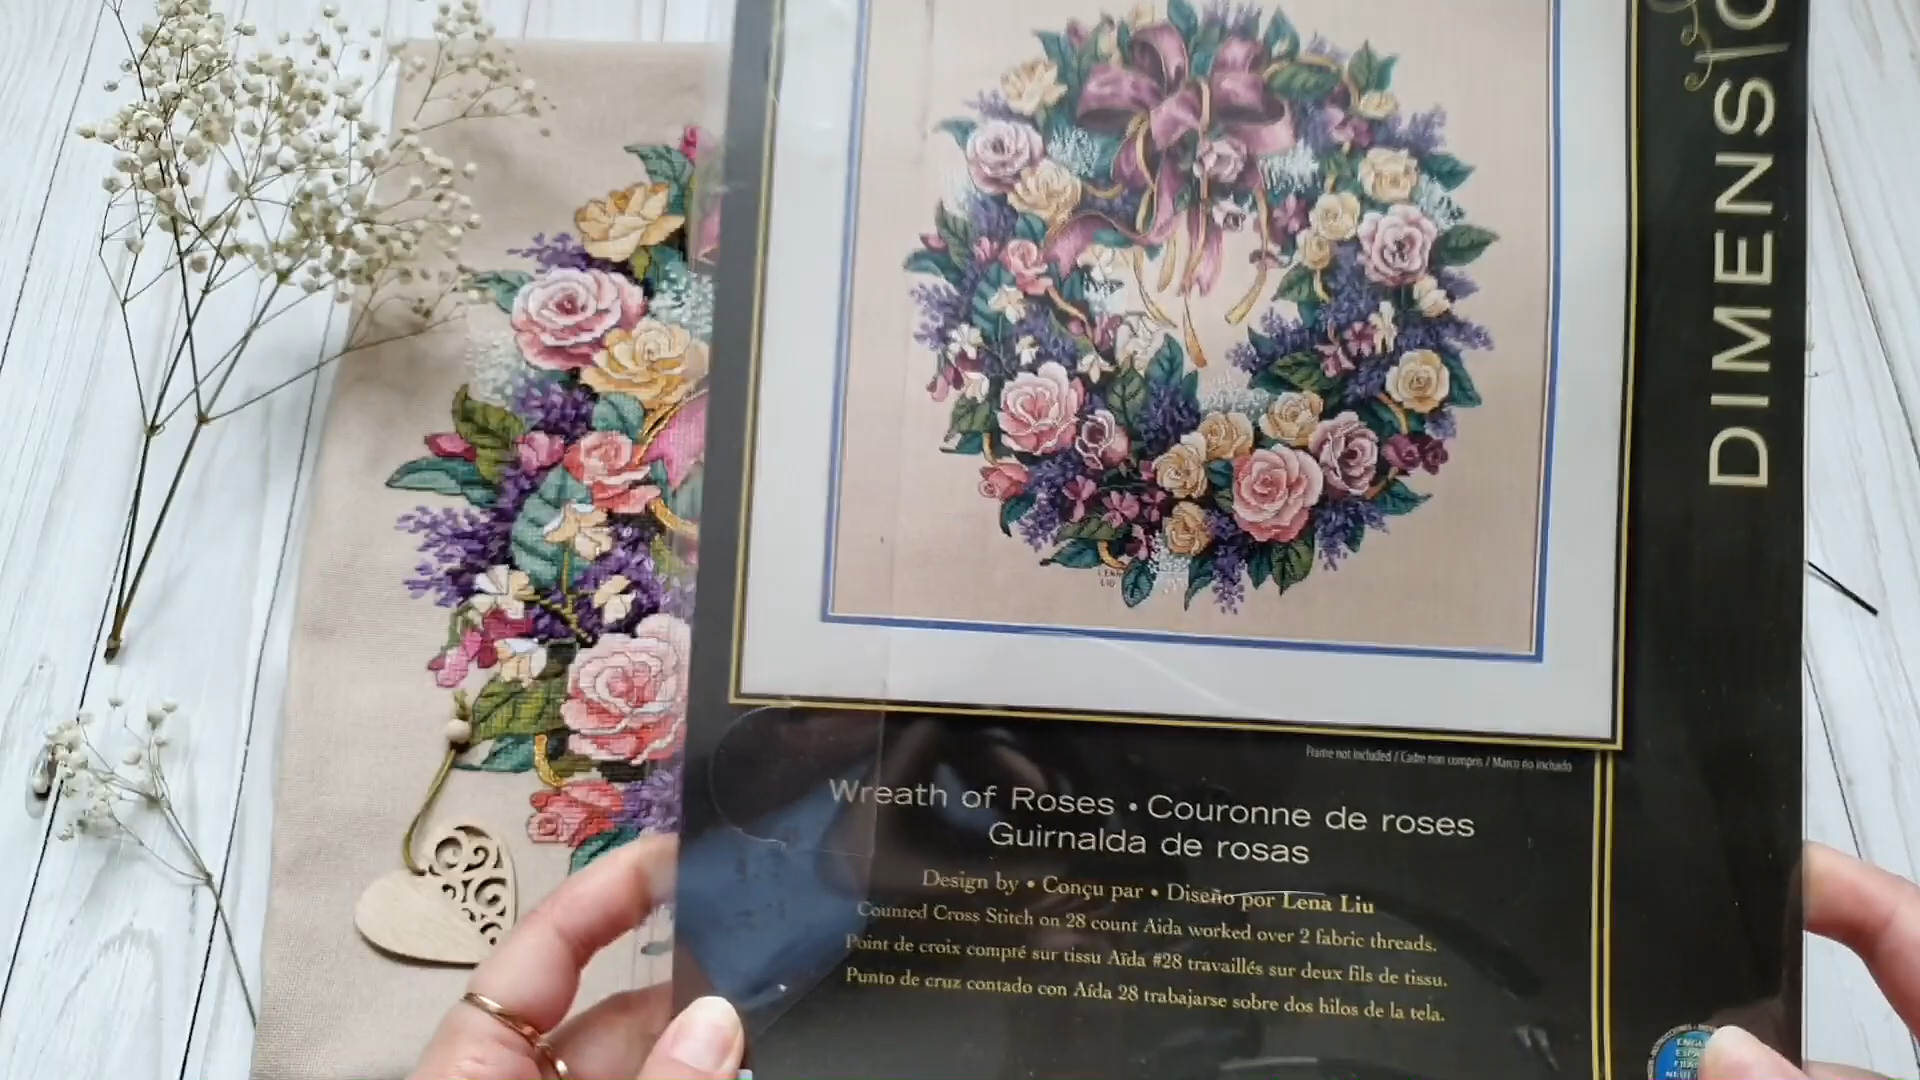 DIMENSIO
LENA
LIU
Frame not included / Cadre non compris / Marco no incluido
Wreath of Roses • Couronne de roses
Guirnalda de rosas
Design by • Conçu par • Diseño por Lena Liu
Counted Cross Stitch on 28 count Aida worked over 2 fabric threads.
Point de croix compté sur tissu Aïda #28 travaillés sur deux fils de tissu.
Punto de cruz contado con Aída 28 trabajarse sobre dos hilos de la tela.